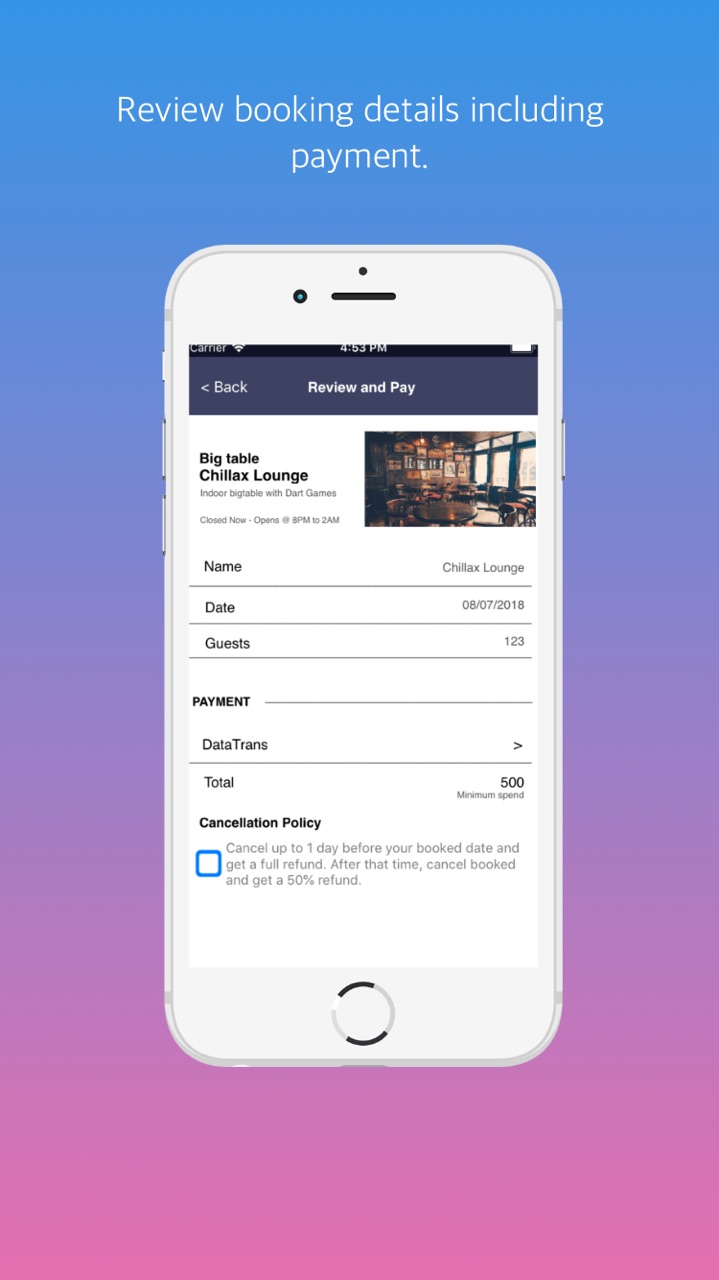 Review booking details including
payment.
Carrier 4:53 PM
< Back Review and Pay
Big table
Chillax Lounge
Indoor bigtable with Dart Games
Closed Now - Opens @ 8PM to 2AM
Name Chillax Lounge
Date 08/07/2018
Guests 123
PAYMENT
DataTrans >
Total 500
Minimum spend
Cancellation Policy
Cancel up to 1 day before your booked date and
get a full refund. After that time, cancel booked
and get a 50% refund.